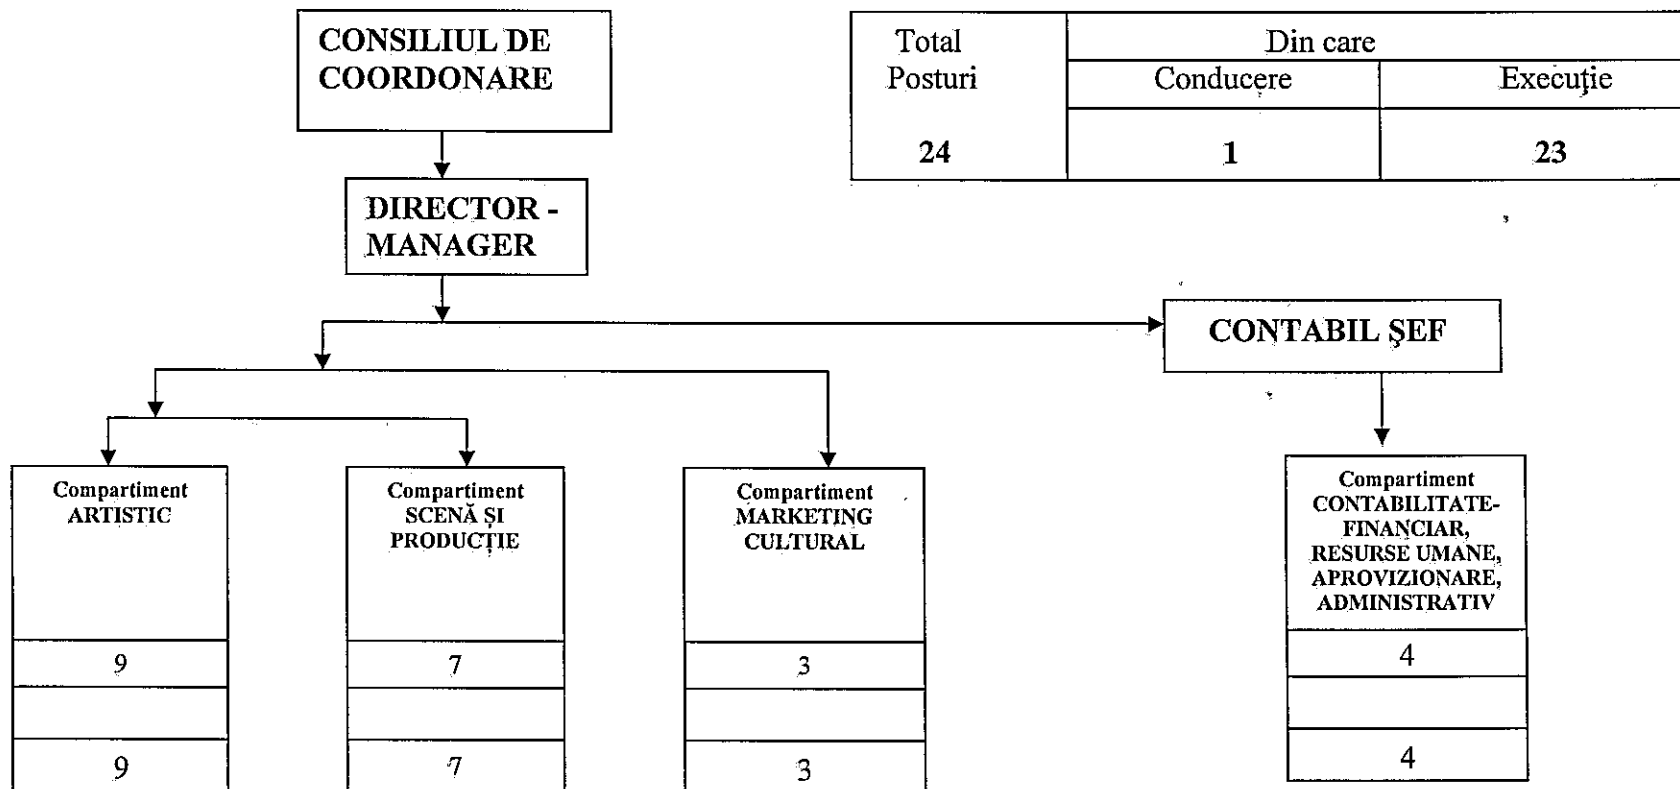 CONSILIUL DE
COORDONARE
Total
Posturi
Din care
Conducere
Execuţie
24
1
23
DIRECTOR -
MANAGER
CONTABIL ŞEF
Compartiment
ARTISTIC
9
9
Compartiment
SCENĂ ȘI
PRODUCȚIE
7
7
Compartiment
MARKETING
CULTURAL
3
3
Compartiment
CONTABILITATE-
FINANCIAR,
RESURSE UMANE,
APROVIZIONARE,
ADMINISTRATIV
4
4